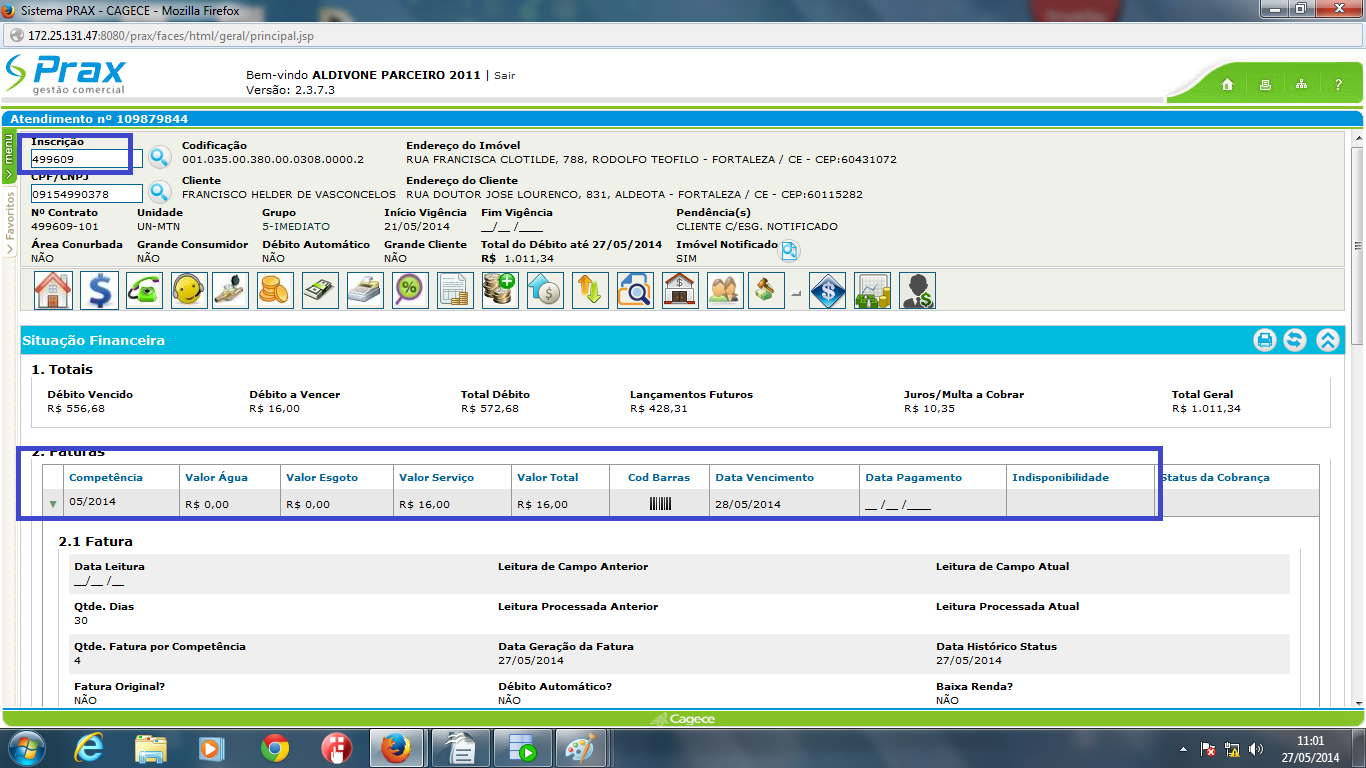 Sistema PRAX - CAGECE - Mozilla Firefox
172.25.131.47:8080/prax/faces/html/geral/principal.jsp
Prax
gestão comercial
Bem-vindo ALDIVONE PARCEIRO 2011 | Sair
Versão: 2.3.7.3
?
Atendimento nº 109879844
menu
Favoritos
Inscrição Codificação Endereço do Imóvel
499609 001.035.00.380.00.0308.0000.2 RUA FRANCISCA CLOTILDE, 788, RODOLFO TEOFILO - FORTALEZA / CE - CEP:60431072
CPF/CNPJ Cliente Endereço do Cliente
09154990378 FRANCISCO HELDER DE VASCONCELOS RUA DOUTOR JOSE LOURENCO, 831, ALDEOTA - FORTALEZA / CE - CEP:60115282
Nº Contrato Unidade Grupo Início Vigência Fim Vigência Pendência(s)
499609-101 UN-MTN 5-IMEDIATO 21/05/2014 __/__ /____ CLIENTE C/ESG. NOTIFICADO
Área Conurbada Grande Consumidor Débito Automático Grande Cliente Total do Débito até 27/05/2014 Imóvel Notificado
NÃO NÃO NÃO NÃO R$ 1.011,34 SIM
Situação Financeira
1. Totais
Débito Vencido Débito a Vencer Total Débito Lançamentos Futuros Juros/Multa a Cobrar Total Geral
R$ 556,68 R$ 16,00 R$ 572,68 R$ 428,31 R$ 10,35 R$ 1.011,34
2. Faturas
Competência Valor Água Valor Esgoto Valor Serviço Valor Total Cod Barras Data Vencimento Data Pagamento Indisponibilidade Status da Cobrança
05/2014 R$ 0,00 R$ 0,00 R$ 16,00 R$ 16,00 28/05/2014 __ /__ /____
2.1 Fatura
Data Leitura Leitura de Campo Anterior Leitura de Campo Atual
__/__ /__
Qtde. Dias Leitura Processada Anterior Leitura Processada Atual
30
Qtde. Fatura por Competência Data Geração da Fatura Data Histórico Status
4 27/05/2014 27/05/2014
Fatura Original? Débito Automático? Baixa Renda?
NÃO NÃO NÃO
Cagece
11:01
27/05/2014